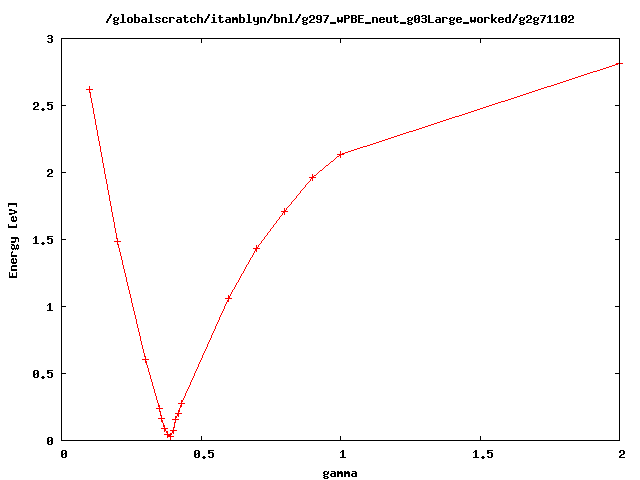 /globalscratch/itamblyn/bnl/g297_wPBE_neut_g03Large_worked/g2g71102
3
2.5
2
1.5
1
0.5
0
Energy [eV]
0 0.5 1 1.5 2
gamma